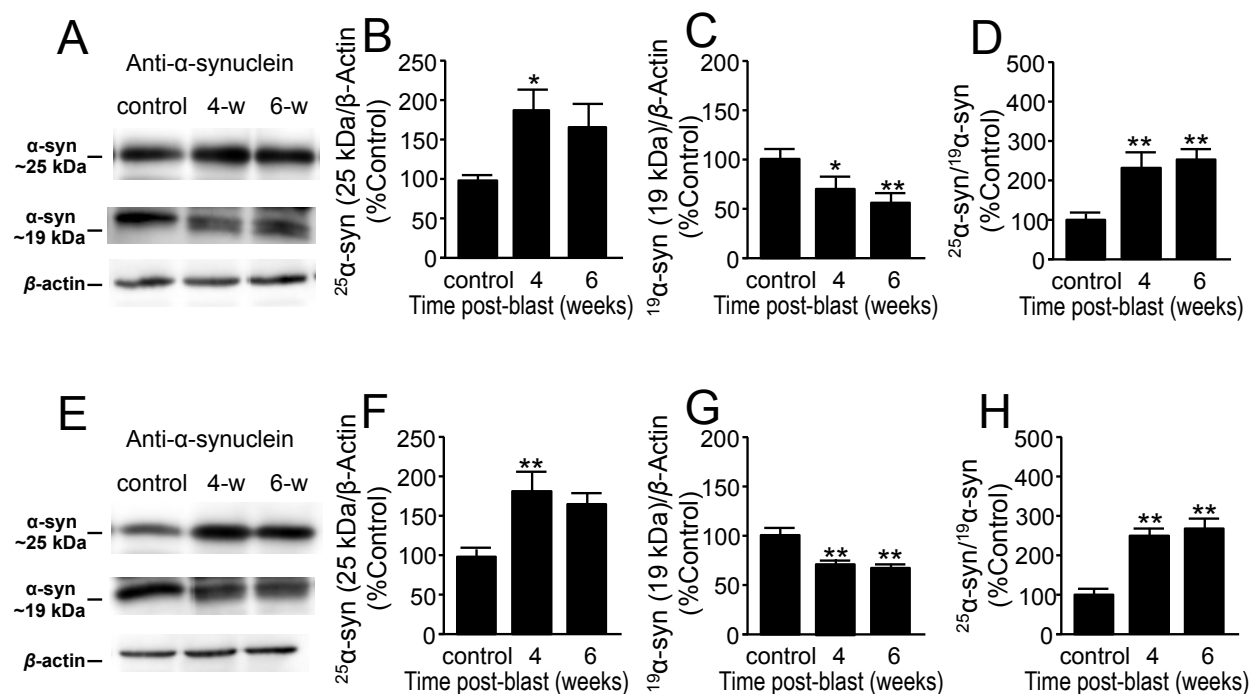 A
Anti-α-synuclein
control 4-w 6-w
α-syn
~25 kDa
α-syn
~19 kDa
β-actin
B
²⁵α-syn (25 kDa/β-Actin
(%Control)
250
200
150
100
50
0
*
control 4 6
Time post-blast (weeks)
C
¹⁹α-syn (19 kDa)/β-Actin
(%Control)
200
150
100
50
0
*
**
control 4 6
Time post-blast (weeks)
D
²⁵α-syn/¹⁹α-syn
(%Control)
500
400
300
200
100
0
** **
control 4 6
Time post-blast (weeks)
E
Anti-α-synuclein
control 4-w 6-w
α-syn
~25 kDa
α-syn
~19 kDa
β-actin
F
²⁵α-syn (25 kDa/β-Actin
(%Control)
250
200
150
100
50
0
**
control 4 6
Time post-blast (weeks)
G
¹⁹α-syn (19 kDa)/β-Actin
(%Control)
200
150
100
50
0
** **
control 4 6
Time post-blast (weeks)
H
²⁵α-syn/¹⁹α-syn
(%Control)
500
400
300
200
100
0
** **
control 4 6
Time post-blast (weeks)